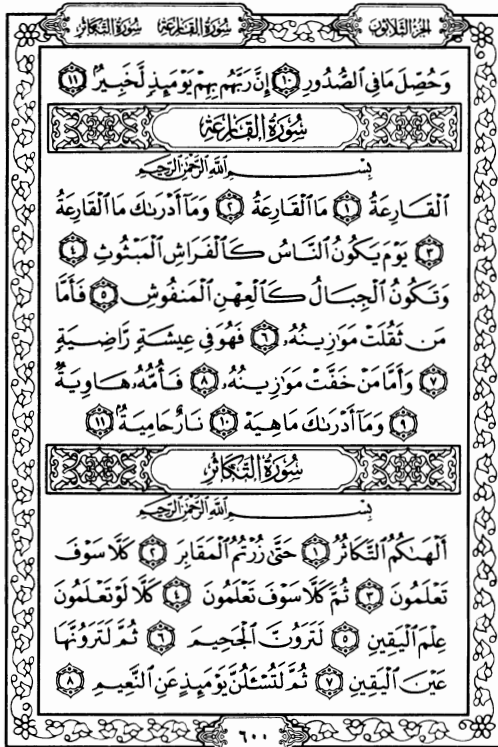 الجزء الثلاثون سورة القارعة سورة التكاثر
وَحُصِّلَ مَا فِي ٱلصُّدُورِ ١٠ إِنَّ رَبَّهُم بِهِمْ يَوْمَئِذٍ لَّخَبِيرٌۢ ١١
سُورَةُ القَارِعَة
بِسْمِ ٱللَّهِ ٱلرَّحْمَٰنِ ٱلرَّحِيمِ
ٱلْقَارِعَةُ ١ مَا ٱلْقَارِعَةُ ٢ وَمَآ أَدْرَىٰكَ مَا ٱلْقَارِعَةُ
٣ يَوْمَ يَكُونُ ٱلنَّاسُ كَٱلْفَرَاشِ ٱلْمَبْثُوثِ ٤
وَتَكُونُ ٱلْجِبَالُ كَٱلْعِهْنِ ٱلْمَنفُوشِ ٥ فَأَمَّا
مَن ثَقُلَتْ مَوَٰزِينُهُۥ ٦ فَهُوَ فِي عِيشَةٍ رَّاضِيَةٍ
٧ وَأَمَّا مَنْ خَفَّتْ مَوَٰزِينُهُۥ ٨ فَأُمُّهُۥ هَاوِيَةٌ
٩ وَمَآ أَدْرَىٰكَ مَا هِيَهْ ١٠ نَارٌ حَامِيَةٌۢ ١١
سُورَةُ التَّكَاثُر
بِسْمِ ٱللَّهِ ٱلرَّحْمَٰنِ ٱلرَّحِيمِ
أَلْهَىٰكُمُ ٱلتَّكَاثُرُ ١ حَتَّىٰ زُرْتُمُ ٱلْمَقَابِرَ ٢ كَلَّا سَوْفَ
تَعْلَمُونَ ٣ ثُمَّ كَلَّا سَوْفَ تَعْلَمُونَ ٤ كَلَّا لَوْ تَعْلَمُونَ
عِلْمَ ٱلْيَقِينِ ٥ لَتَرَوُنَّ ٱلْجَحِيمَ ٦ ثُمَّ لَتَرَوُنَّهَا
عَيْنَ ٱلْيَقِينِ ٧ ثُمَّ لَتُسْـَٔلُنَّ يَوْمَئِذٍ عَنِ ٱلنَّعِيمِ ٨
٦٠٠